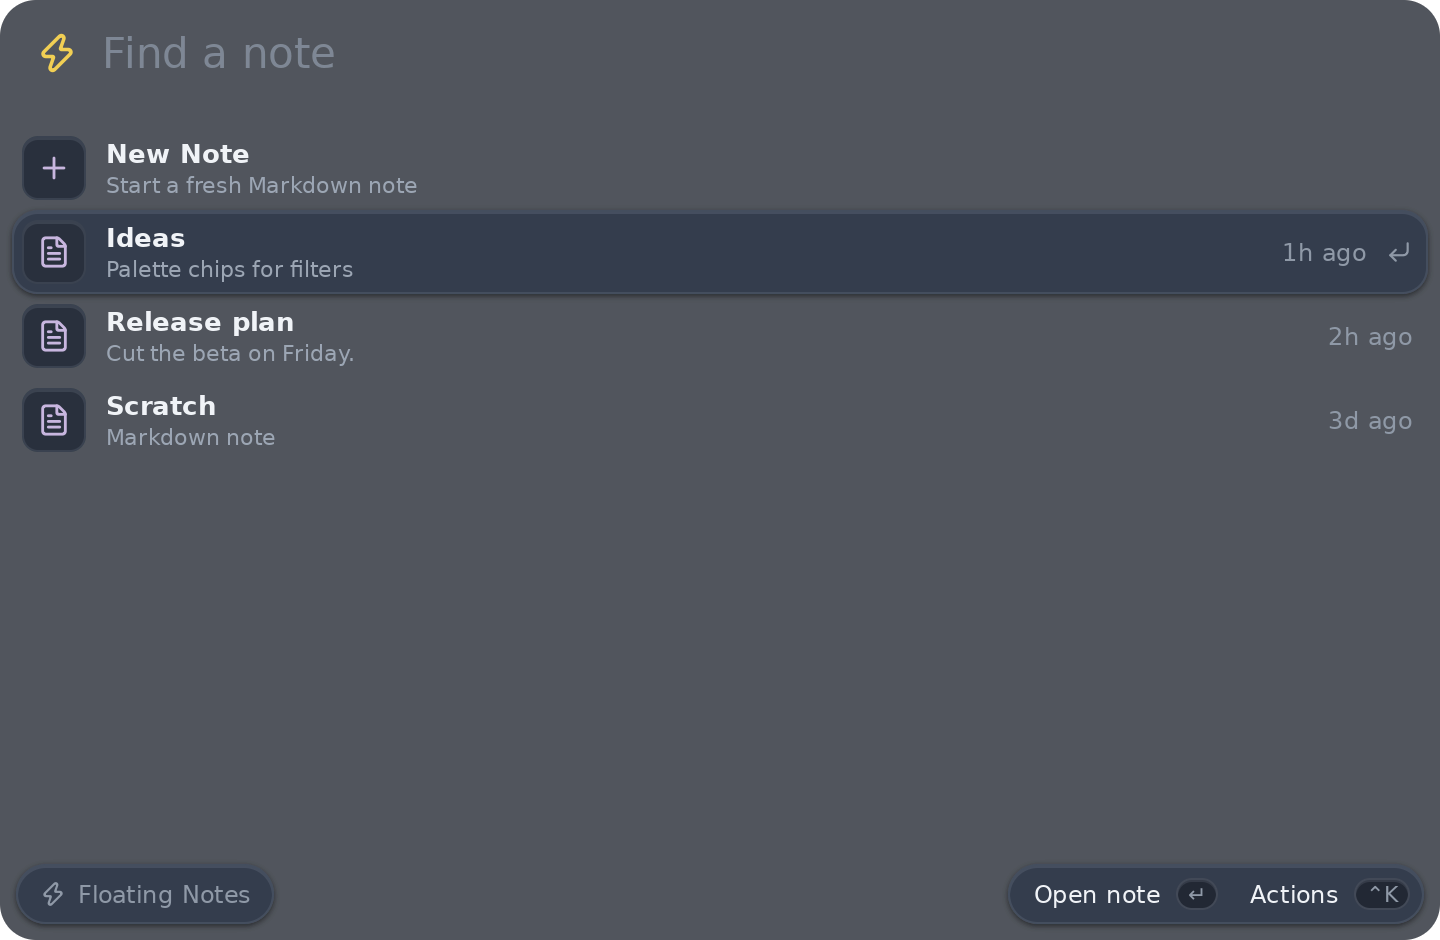 Find a note
New Note
Start a fresh Markdown note
Ideas
Palette chips for filters
1h ago
Release plan
Cut the beta on Friday.
2h ago
Scratch
Markdown note
3d ago
Floating Notes
Open note ↵ Actions ^K